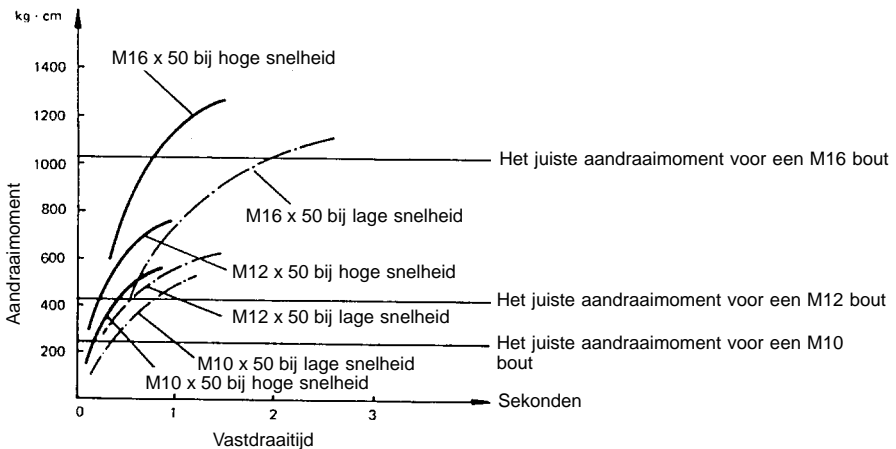 kg · cm
M16 x 50 bij hoge snelheid
1400
1200
1000
800
600
400
200
Aandraaimoment
Het juiste aandraaimoment voor een M16 bout
M16 x 50 bij lage snelheid
M12 x 50 bij hoge snelheid
Het juiste aandraaimoment voor een M12 bout
M12 x 50 bij lage snelheid
Het juiste aandraaimoment voor een M10
bout
M10 x 50 bij lage snelheid
M10 x 50 bij hoge snelheid
Sekonden
0
1
2
3
Vastdraaitijd